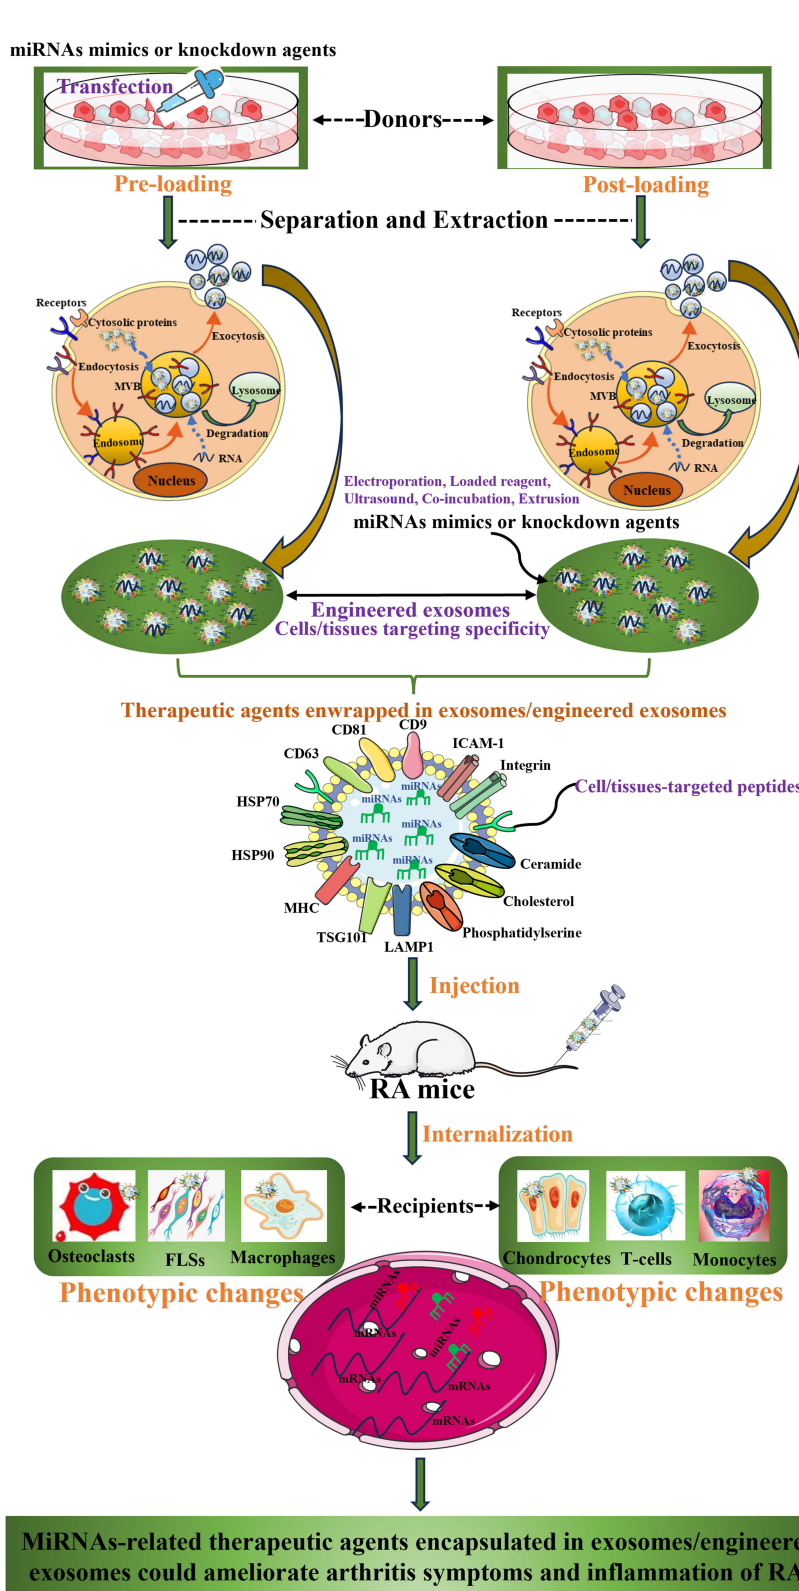 miRNAs mimics or knockdown agents
Transfection
Donors
Pre-loading
Post-loading
Separation and Extraction
Receptors
Cytosolic proteins
Exocytosis
Endocytosis
MVB
Lysosome
Endosome
Degradation
RNA
Nucleus
Receptors
Cytosolic proteins
Exocytosis
Endocytosis
MVB
Lysosome
Endosome
Degradation
RNA
Nucleus
Electroporation, Loaded reagent,
Ultrasound, Co-incubation, Extrusion
miRNAs mimics or knockdown agents
Engineered exosomes
Cells/tissues targeting specificity
Therapeutic agents enwrapped in exosomes/engineered exosomes
CD9
CD81
ICAM-1
CD63
Integrin
Cell/tissues-targeted peptides
HSP70
miRNAs
miRNAs
miRNAs
miRNAs
miRNAs
HSP90
Ceramide
Cholesterol
MHC
Phosphatidylserine
TSG101
LAMP1
Injection
RA mice
Internalization
Recipients
Osteoclasts
FLSs
Macrophages
Chondrocytes
T-cells
Monocytes
Phenotypic changes
Phenotypic changes
miRNAs
mRNAs
miRNAs
mRNAs
mRNAs
mRNAs
MiRNAs-related therapeutic agents encapsulated in exosomes/engineere
exosomes could ameliorate arthritis symptoms and inflammation of RA